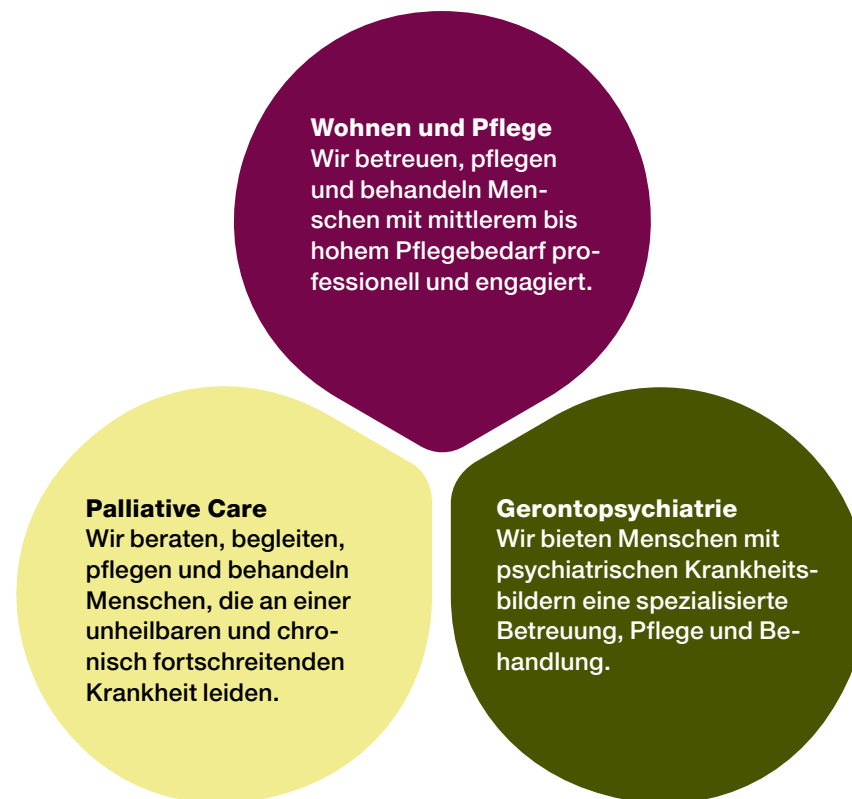 Wohnen und Pflege
Wir betreuen, pflegen
und behandeln Men-
schen mit mittlerem bis
hohem Pflegebedarf pro-
fessionell und engagiert.
Palliative Care
Wir beraten, begleiten,
pflegen und behandeln
Menschen, die an einer
unheilbaren und chro-
nisch fortschreitenden
Krankheit leiden.
Gerontopsychiatrie
Wir bieten Menschen mit
psychiatrischen Krankheits-
bildern eine spezialisierte
Betreuung, Pflege und Be-
handlung.